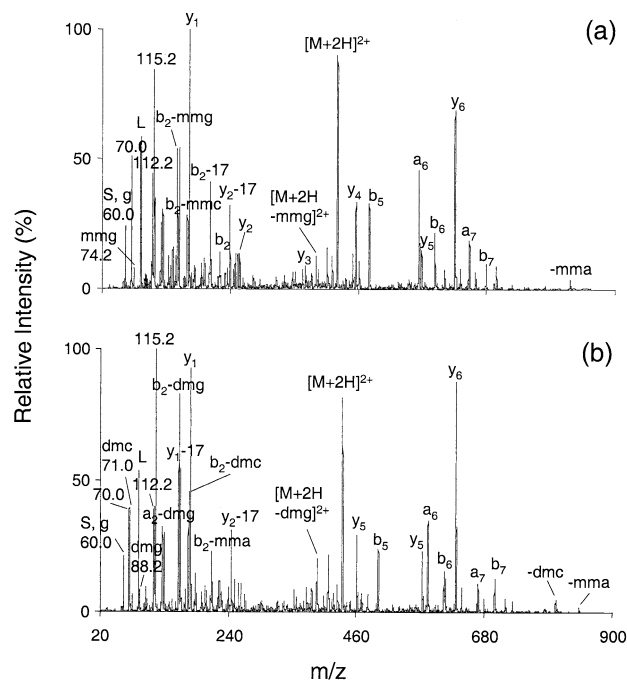 (a)
100
50
0
Relative Intensity (%)
y1
115.2
L
70.0
112.2
S, g
60.0
mmg
74.2
b2-mmg
b2-mmc
b2-17
y2-17
b2
y2
[M+2H
-mmg]2+
y3
[M+2H]2+
y4
b5
a6
y5
b6
y6
a7
b7
-mma
(b)
100
50
0
115.2
y1
b2-dmg
dmc
71.0
L
70.0
112.2
y1-17
b2-dmc
S, g
60.0
a2-dmg
dmg
88.2
y2-17
b2-mma
[M+2H
-dmg]2+
[M+2H]2+
y5
b5
y5
a6
b6
y6
a7
b7
-dmc
-mma
20
240
460
680
900
m/z